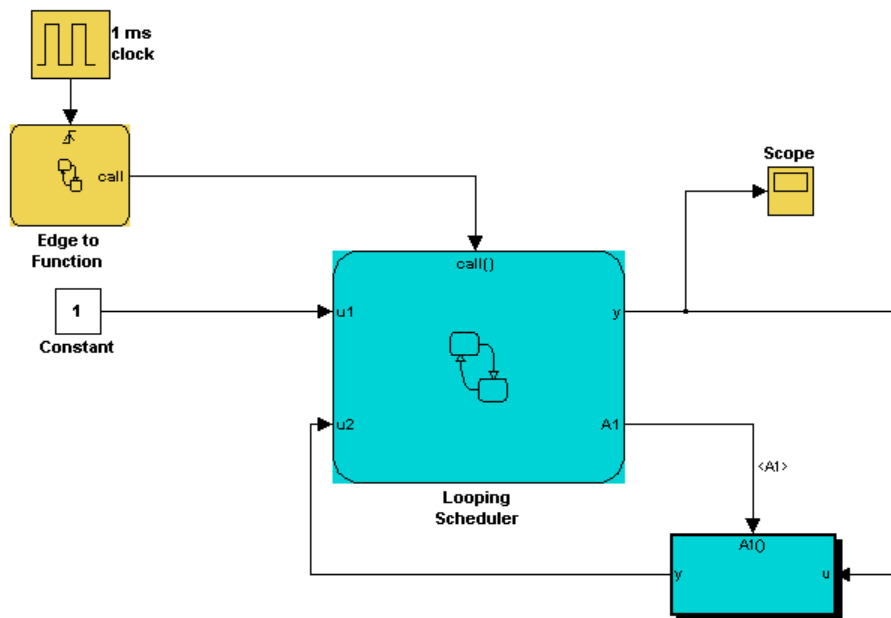 1 ms
clock
call
Edge to
Function
Scope
call()
1
Constant
u1
y
u2
A1
<A1>
Looping
Scheduler
A1()
y
u